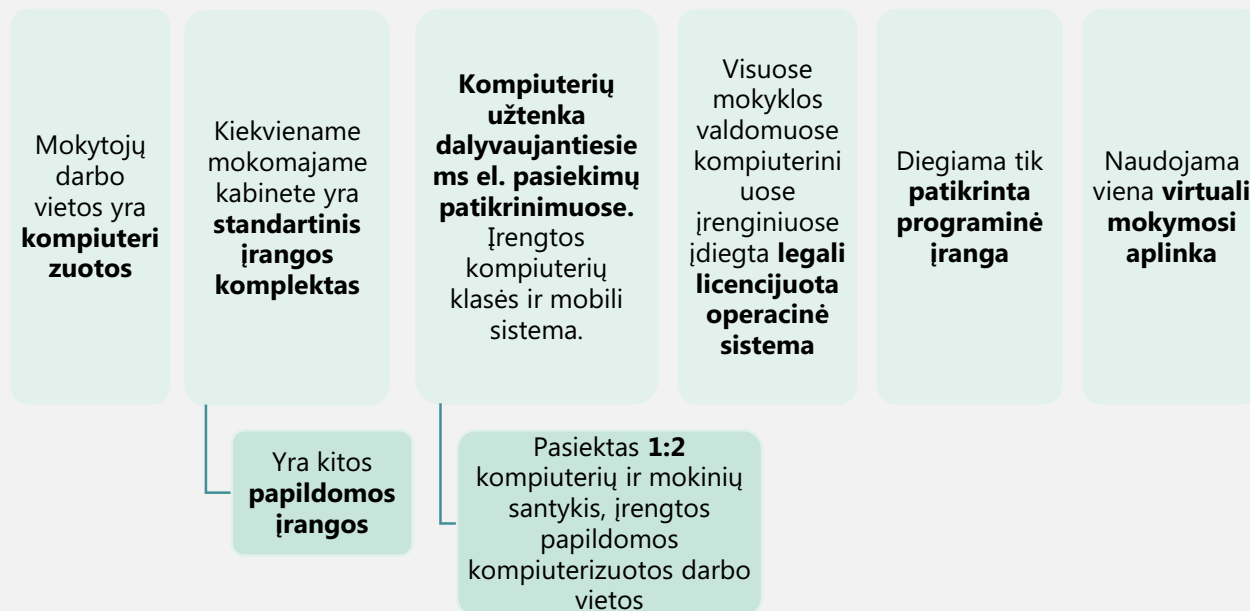 Mokytojų
darbo
vietos yra
kompiuteri
zuotos
Kiekviename
mokomajame
kabinete yra
standartinis
įrangos
komplektas
Kompiuterių
užtenka
dalyvaujantiesie
ms el. pasiekimų
patikrinimuose.
Įrengtos
kompiuterių
klasės ir mobili
sistema.
Visuose
mokyklos
valdomuose
kompiuterini
uose
įrenginiuose
įdiegta legali
licencijuota
operacinė
sistema
Diegiama tik
patikrinta
programinė
įranga
Naudojama
viena virtuali
mokymosi
aplinka
Yra kitos
papildomos
įrangos
Pasiektas 1:2
kompiuterių ir mokinių
santykis, įrengtos
papildomos
kompiuterizuotos darbo
vietos